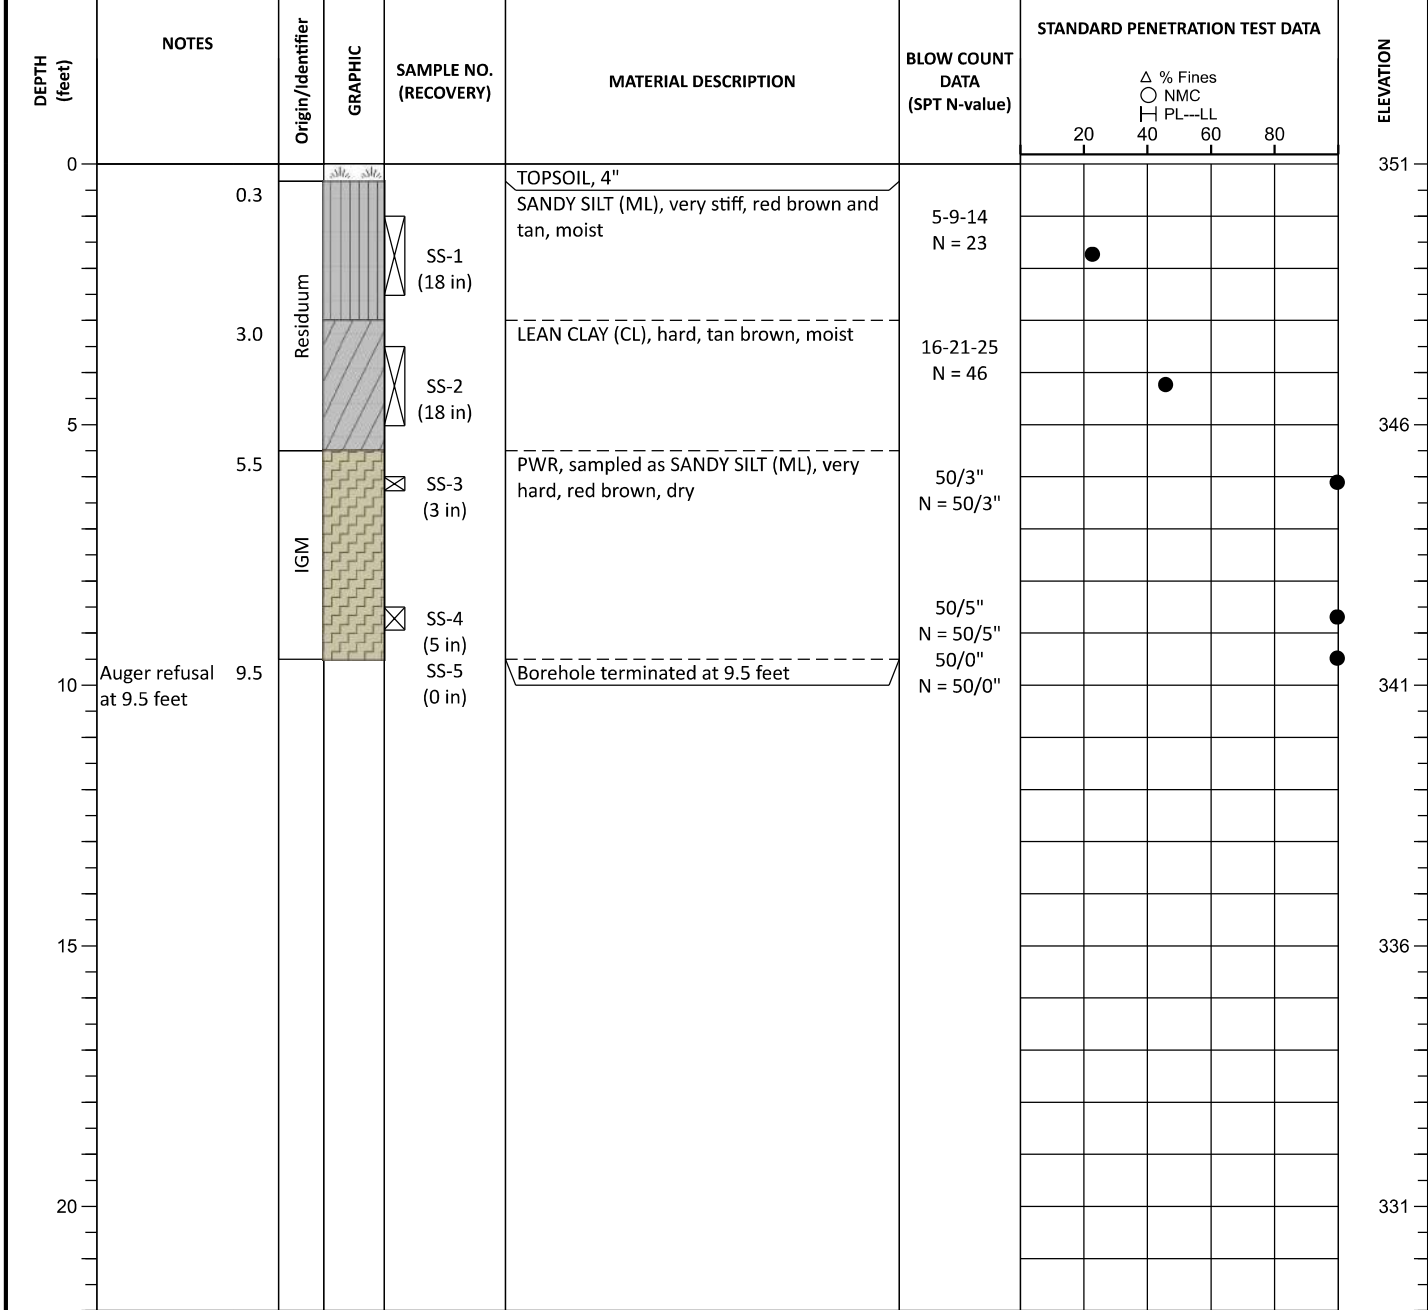 DEPTH
(feet)
NOTES
Origin/Identifier
GRAPHIC
SAMPLE NO.
(RECOVERY)
MATERIAL DESCRIPTION
BLOW COUNT
DATA
(SPT N-value)
STANDARD PENETRATION TEST DATA
△ % Fines
○ NMC
PL---LL
20 40 60 80
ELEVATION
0
351
TOPSOIL, 4"
0.3
SANDY SILT (ML), very stiff, red brown and
tan, moist
5-9-14
N = 23
SS-1
(18 in)
Residuum
3.0
LEAN CLAY (CL), hard, tan brown, moist
16-21-25
N = 46
SS-2
(18 in)
5
346
5.5
PWR, sampled as SANDY SILT (ML), very
hard, red brown, dry
50/3"
N = 50/3"
SS-3
(3 in)
IGM
SS-4
(5 in)
50/5"
N = 50/5"
Auger refusal
at 9.5 feet
9.5
SS-5
(0 in)
Borehole terminated at 9.5 feet
50/0"
N = 50/0"
10
341
15
336
20
331